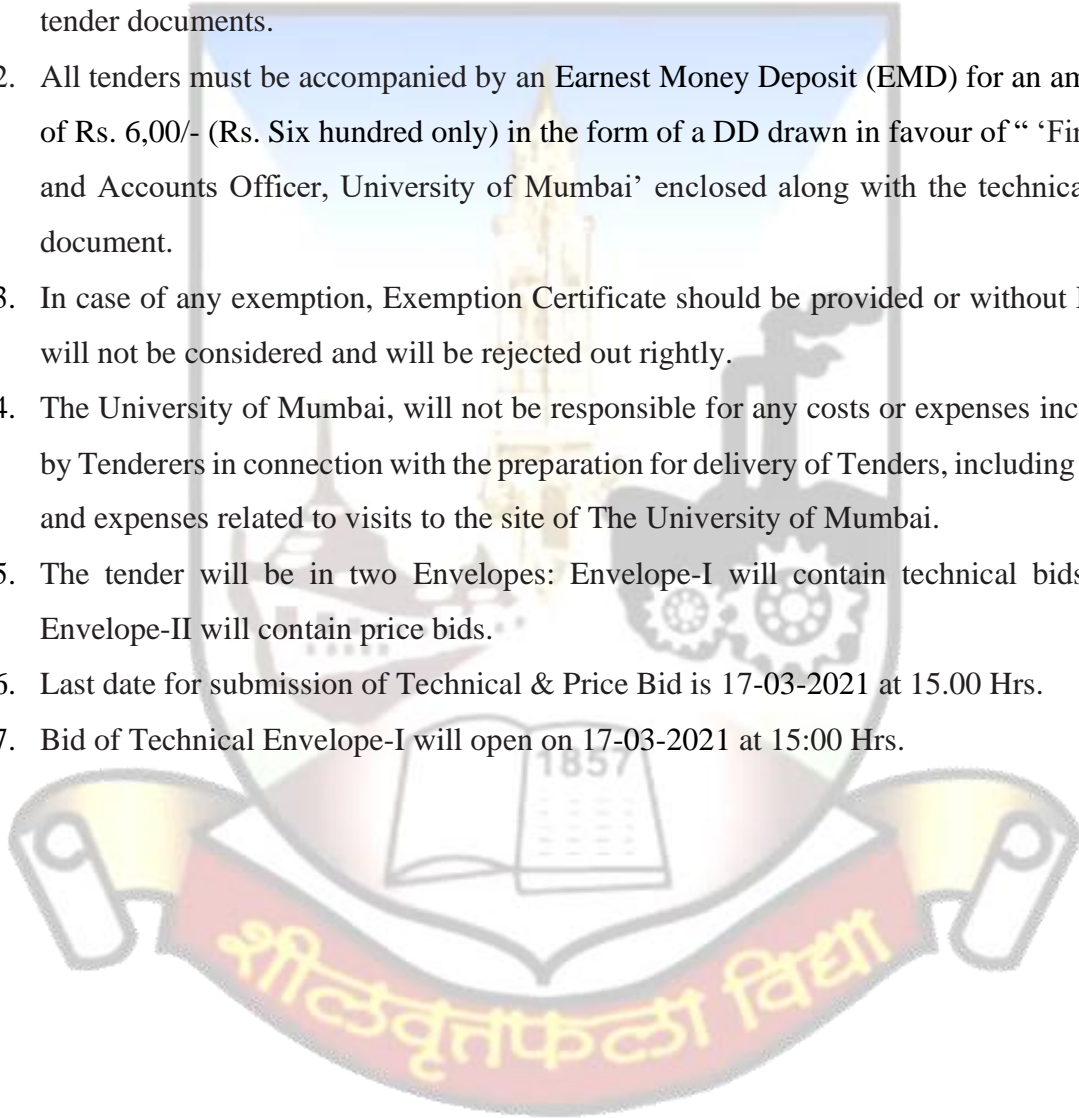 tender documents.
2. All tenders must be accompanied by an Earnest Money Deposit (EMD) for an
of Rs. 6,00/- (Rs. Six hundred only) in the form of a DD drawn in favour of “ ‘
and Accounts Officer, University of Mumbai’ enclosed along with the
document.
3. In case of any exemption, Exemption Certificate should be provided or without
will not be considered and will be rejected out rightly.
4. The University of Mumbai, will not be responsible for any costs or expenses
by Tenderers in connection with the preparation for delivery of Tenders, including
and expenses related to visits to the site of The University of Mumbai.
5. The tender will be in two Envelopes: Envelope-I will contain technical bids
Envelope-II will contain price bids.
6. Last date for submission of Technical & Price Bid is 17-03-2021 at 15.00 Hrs.
7. Bid of Technical Envelope-I will open on 17-03-2021 at 15:00 Hrs.
1857
शीलवृतफला विद्या